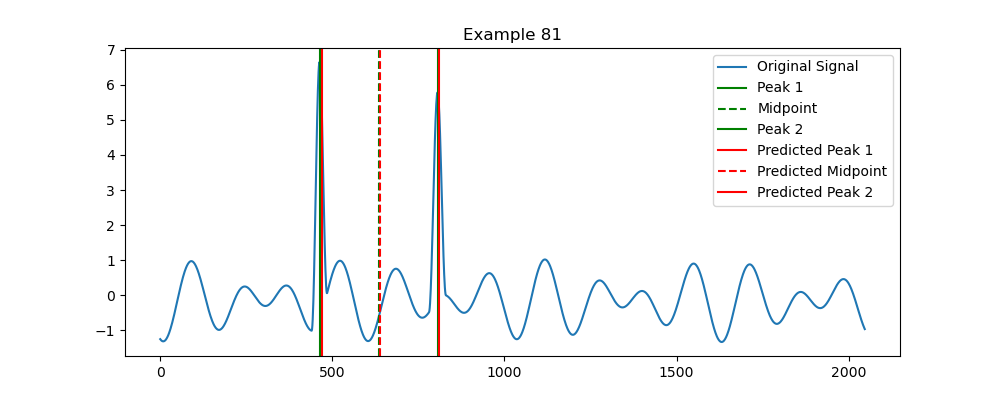 Example 81
7
6
5
4
3
2
1
0
−1
0
500
1000
1500
2000
Original Signal
Peak 1
Midpoint
Peak 2
Predicted Peak 1
Predicted Midpoint
Predicted Peak 2